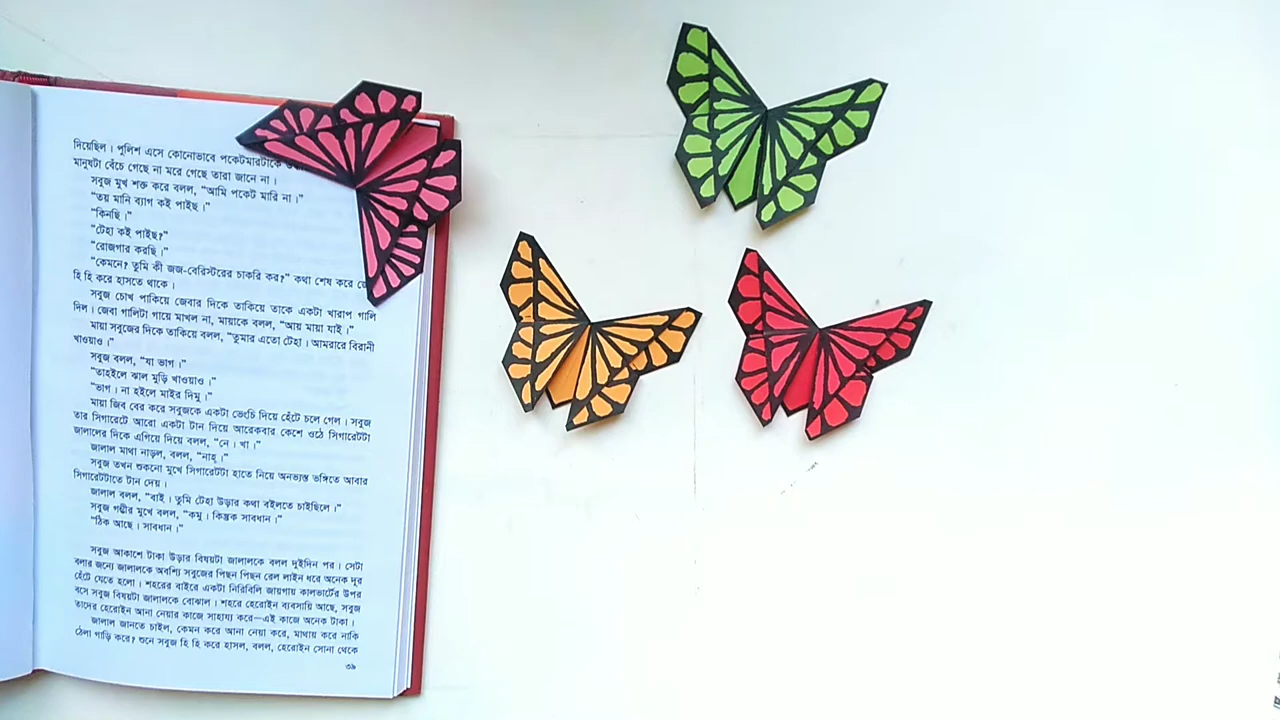 দিয়েছিল। পুলিশ এসে কোনোভাবে পকেটমারটাকে
মানুষটা বেঁচে গেছে না মরে গেছে তারা জানে না।
সবুজ মুখ শক্ত করে বলল, “আমি পকেট মারি না।”
“তয় মানি ব্যাগ কই পাইছ।”
“কিনছি।”
“টেহা কই পাইছ?”
“রোজগার করছি।”
“কেমনে? তুমি কী জজ-বেরিস্টরের চাকরি কর?” কথা শেষ করে
হি হি করে হাসতে থাকে।
সবুজ চোখ পাকিয়ে জেবার দিকে তাকিয়ে তাকে একটা খারাপ গালি
দিল। জেবা গালিটা গায়ে মাখল না, মায়াকে বলল, “আয় মায়া যাই।”
মায়া সবুজের দিকে তাকিয়ে বলল, “তুমার এতো টেহা। আমরারে বিরানী
খাওয়াও।”
সবুজ বলল, “যা ভাগ।”
“তাহইলে ঝাল মুড়ি খাওয়াও।”
“ভাগ। না হইলে মাইর দিমু।”
মায়া জিব বের করে সবুজকে একটা ভেংচি দিয়ে হেঁটে চলে গেল। সবুজ
তার সিগারেটে আরো একটা টান দিয়ে আরেকবার কেশে ওঠে সিগারেটটা
জালালের দিকে এগিয়ে দিয়ে বলল, “নে। খা।”
জালাল মাথা নাড়ল, বলল, “নাহ্।”
সবুজ তখন শুকনো মুখে সিগারেটটা হাতে নিয়ে অনভ্যস্ত ভঙ্গিতে আবার
সিগারেটটাতে টান দেয়।
জালাল বলল, “বাই। তুমি টেহা উড়ার কথা বইলতে চাইছিলে।”
সবুজ গম্ভীর মুখে বলল, “কমু। কিন্তুক সাবধান।”
“ঠিক আছে। সাবধান।”
সবুজ আকাশে টাকা উড়ার বিষয়টা জালালকে বলল দুইদিন পর। সেটা
বলার জন্যে জালালকে অবশ্যি সবুজের পিছন পিছন রেল লাইন ধরে অনেক দূর
হেঁটে যেতে হলো। শহরের বাইরে একটা নিরিবিলি জায়গায় কালভার্টের উপর
বসে সবুজ বিষয়টা জালালকে বোঝাল। শহরে হেরোইন ব্যবসায়ি আছে, সবুজ
তাদের হেরোইন আনা নেয়ার কাজে সাহায্য করে—এই কাজে অনেক টাকা।
জালাল জানতে চাইল, কেমন করে আনা নেয়া করে, মাথায় করে নাকি
ঠেলা গাড়ি করে? শুনে সবুজ হি হি করে হাসল, বলল, হেরোইন সোনা থেকে
৩৯